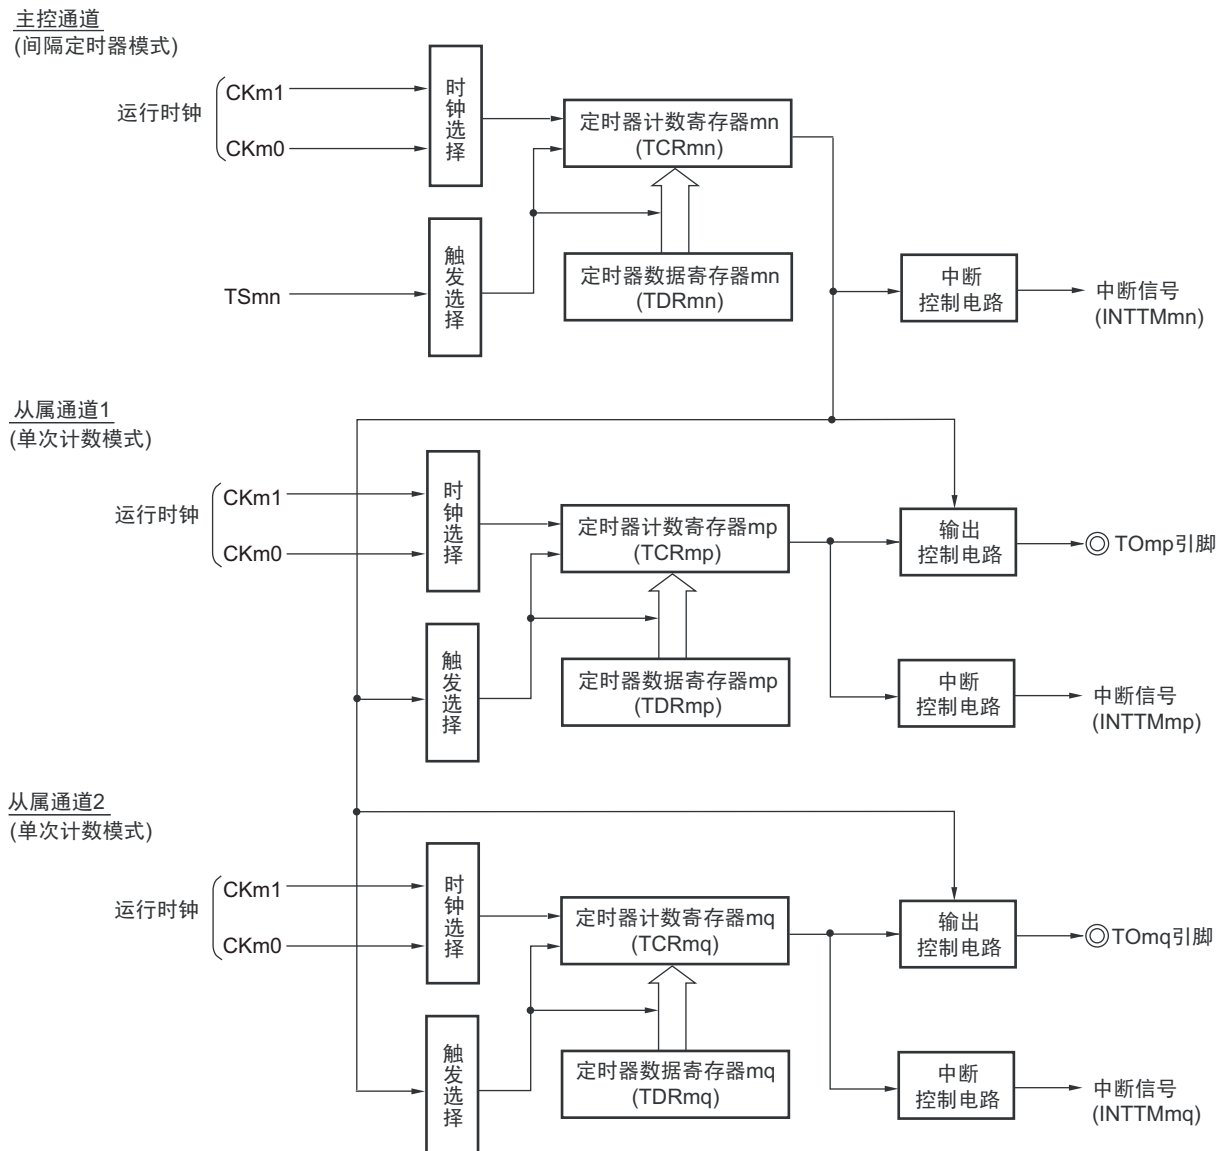 主控通道
(间隔定时器模式)
运行时钟
CKm1
CKm0
时钟选择
定时器计数寄存器mn
(TCRmn)
TSmn
触发选择
定时器数据寄存器mn
(TDRmn)
中断
控制电路
中断信号
(INTTMmn)
从属通道1
(单次计数模式)
运行时钟
CKm1
CKm0
时钟选择
定时器计数寄存器mp
(TCRmp)
输出
控制电路
TOmp引脚
触发选择
定时器数据寄存器mp
(TDRmp)
中断
控制电路
中断信号
(INTTMmp)
从属通道2
(单次计数模式)
运行时钟
CKm1
CKm0
时钟选择
定时器计数寄存器mq
(TCRmq)
输出
控制电路
TOmq引脚
触发选择
定时器数据寄存器mq
(TDRmq)
中断
控制电路
中断信号
(INTTMmq)